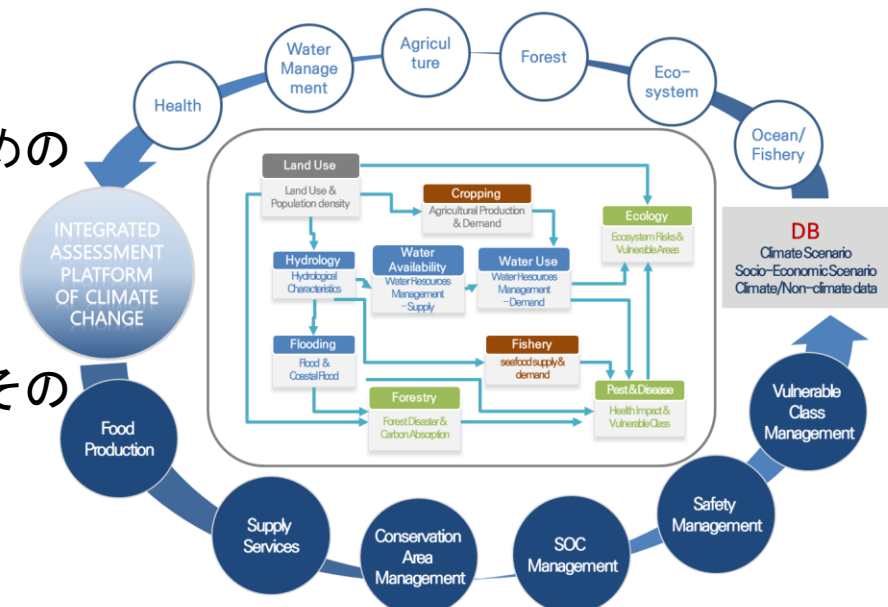 Water
Manage
ment
Agricul
ture
Forest
Eco-
system
Health
Ocean/
Fishery
めの
その
INTEGRATED
ASSESSMENT
PLATFORM
OF CLIMATE
CHANGE
Land Use
Land Use &
Population density
Cropping
Agricultural Production
& Demand
Ecology
Ecosystem Risks &
Vulnerable Areas
Hydrology
Hydrological
Characteristics
Water
Availability
Water Resources
Management
-Supply
Water Use
Water Resources
Management
-Demand
Flooding
Flood &
Coastal Flood
Fishery
seafood supply &
demand
Forestry
Forest Disaster &
Carbon Absorption
Pest & Disease
Health Impact &
Vulnerable Class
DB
Climate Scenario
Socio-Economic Scenario
Climate/Non-climate data
Food
Production
Supply
Services
Conservation
Area
Management
SOC
Management
Safety
Management
Vulnerable
Class
Management